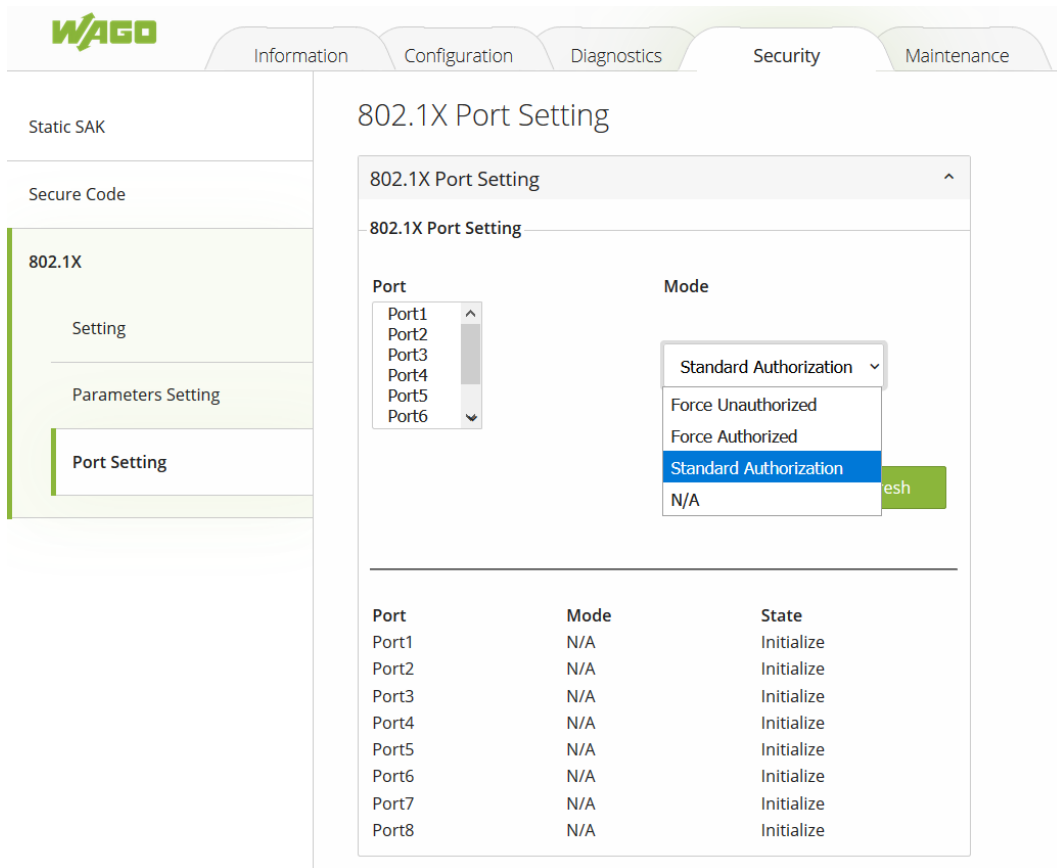 WAGO
Information Configuration Diagnostics Security Maintenance
Static SAK
Secure Code
802.1X
Setting
Parameters Setting
Port Setting
802.1X Port Setting
802.1X Port Setting
802.1X Port Setting
Port Mode
Port1
Port2
Port3
Port4
Port5
Port6
Standard Authorization
Force Unauthorized
Force Authorized
Standard Authorization
N/A
esh
Port Mode State
Port1 N/A Initialize
Port2 N/A Initialize
Port3 N/A Initialize
Port4 N/A Initialize
Port5 N/A Initialize
Port6 N/A Initialize
Port7 N/A Initialize
Port8 N/A Initialize